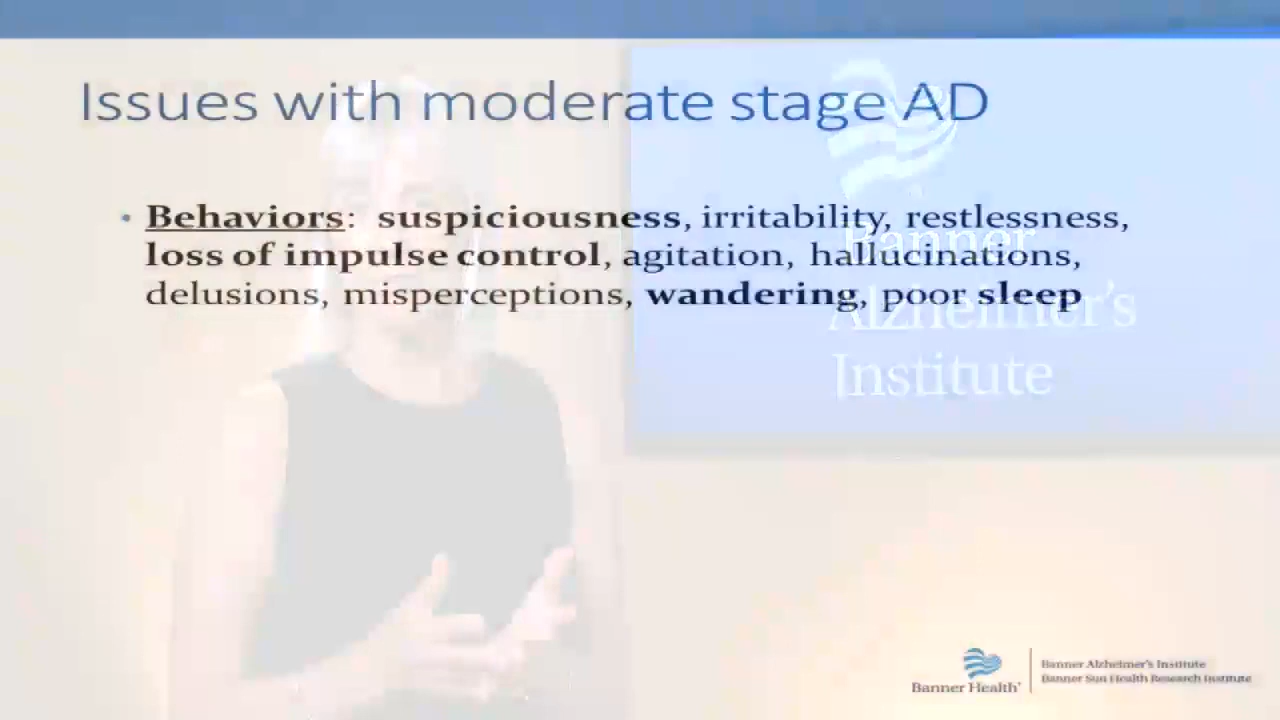 Issues with moderate stage AD
• Behaviors: suspiciousness, irritability, restlessness,
loss of impulse control, agitation, hallucinations,
delusions, misperceptions, wandering, poor sleep
Banner
Alzheimer's
Institute
Banner Health®
Banner Alzheimer's Institute
Banner Sun Health Research Institute